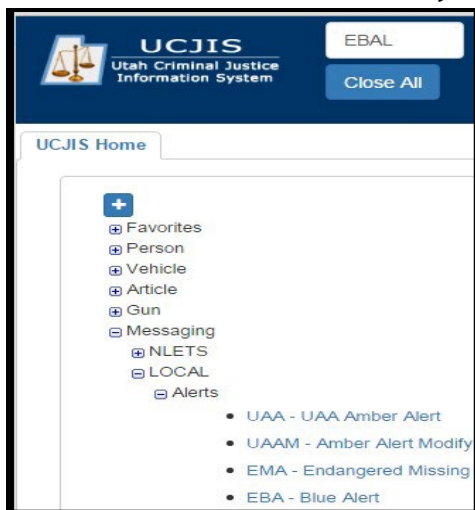 UCJIS
Utah Criminal Justice
Information System
EBAL
Close All
UCJIS Home
+
Favorites
Person
Vehicle
Article
Gun
Messaging
NLETS
LOCAL
Alerts
• UAA - UAA Amber Alert
• UAAM - Amber Alert Modify
• EMA - Endangered Missing
• EBA - Blue Alert